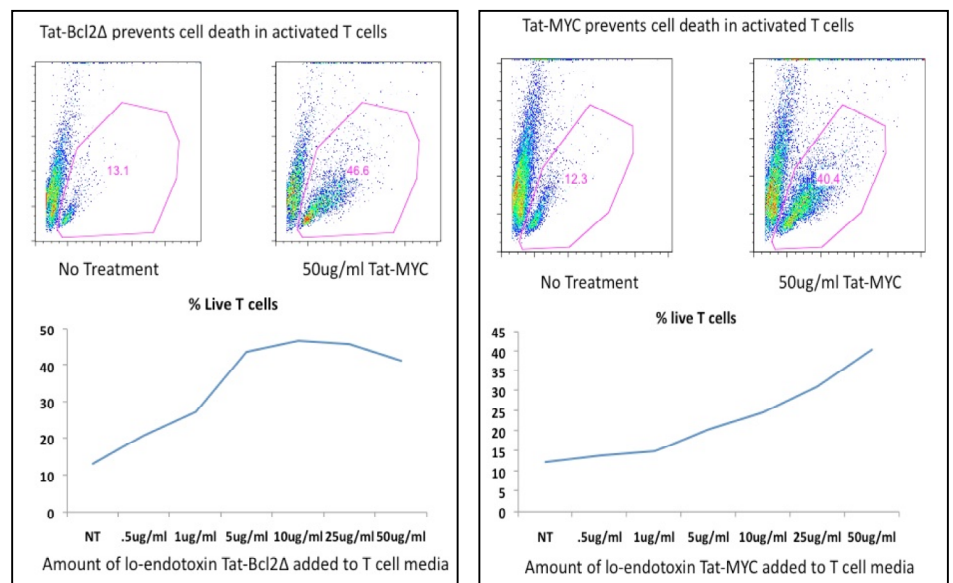 Tat-Bcl2Δ prevents cell death in activated T cells
13.1
46.6
No Treatment
50ug/ml Tat-MYC
% Live T cells
50
40
30
20
10
0
NT .5ug/ml 1ug/ml 5ug/ml 10ug/ml 25ug/ml 50ug/ml
Amount of lo-endotoxin Tat-Bcl2Δ added to T cell media
Tat-MYC prevents cell death in activated T cells
12.3
40.4
No Treatment
50ug/ml Tat-MYC
% live T cells
45
40
35
30
25
20
15
10
5
0
NT .5ug/ml 1ug/ml 5ug/ml 10ug/ml 25ug/ml 50ug/ml
Amount of lo-endotoxin Tat-MYC added to T cell media